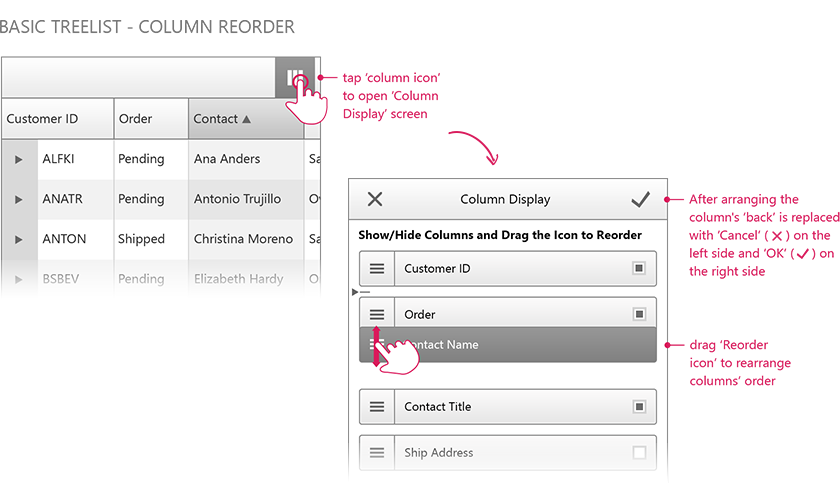 BASIC TREELIST - COLUMN REORDER
tap ‘column icon’
to open ‘Column
Display’ screen
Customer ID Order Contact
ALFKI Pending Ana Anders Sa
ANATR Pending Antonio Trujillo
ANTON Shipped Christina Moreno Sa
BSBEV Pending Elizabeth Hardy
Column Display
Show/Hide Columns and Drag the Icon to Reorder
Customer ID
Order
ontact Name
Contact Title
Ship Address
After arranging the
column's ‘back’ is replaced
with ‘Cancel’ ( ✕ ) on the
left side and ‘OK’ ( ✓ ) on
the right side
drag ‘Reorder
icon’ to rearrange
columns’ order